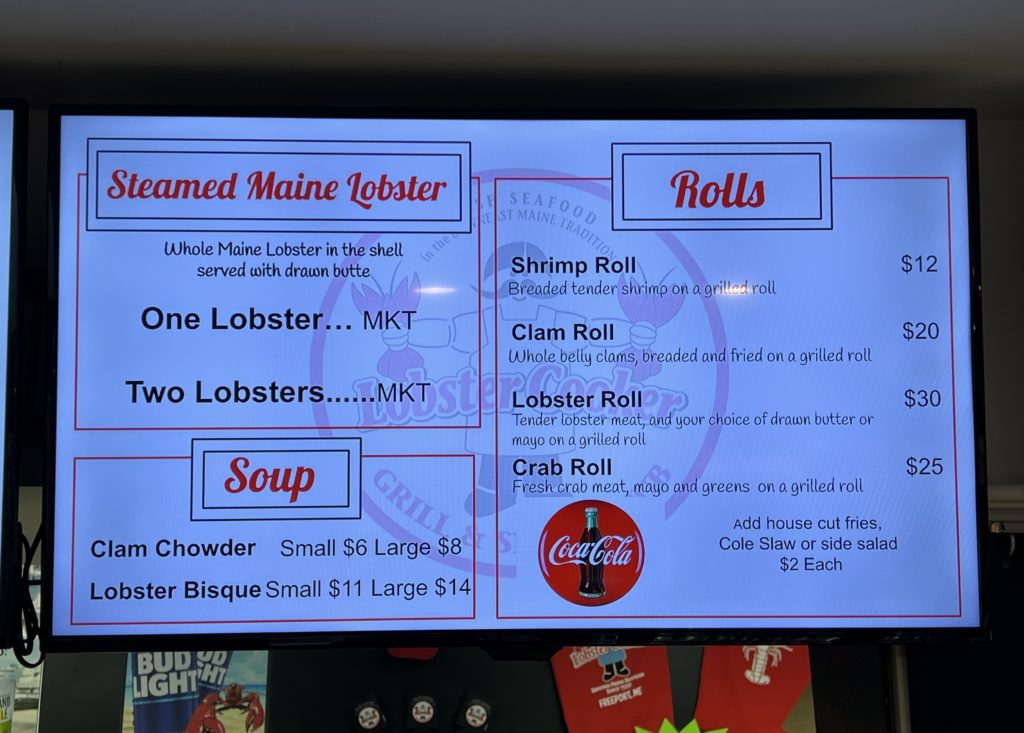 Steamed Maine Lobster
Whole Maine Lobster in the shell
served with drawn butte
One Lobster... MKT
Two Lobsters......MKT
Soup
Clam Chowder Small $6 Large $8
Lobster Bisque Small $11 Large $14
Rolls
Shrimp Roll $12
Breaded tender shrimp on a grilled roll
Clam Roll $20
Whole belly clams, breaded and fried on a grilled roll
Lobster Roll $30
Tender lobster meat, and your choice of drawn butter or
mayo on a grilled roll
Crab Roll $25
Fresh crab meat, mayo and greens on a grilled roll
Coca-Cola
Add house cut fries,
Cole Slaw or side salad
$2 Each
SEAFOOD
in the
MAINE TRADITION
Lobster Cooker
GRILL &
BUD
LIGHT
Lobster
FREEPORT, ME